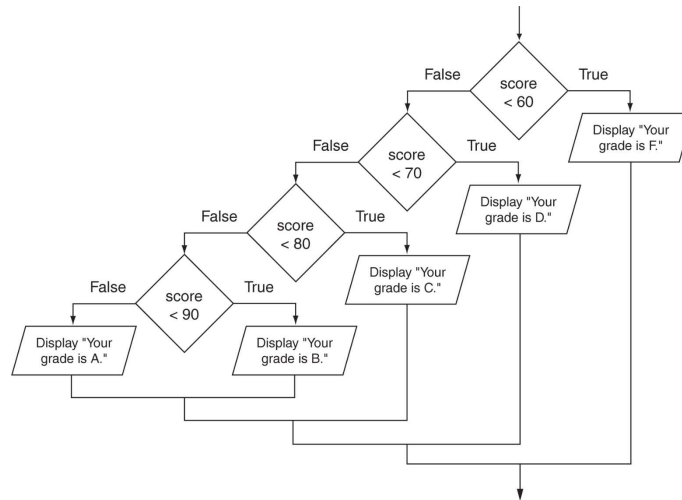 False
score
< 60
True
Display "Your
grade is F."
False
score
< 70
True
Display "Your
grade is D."
False
score
< 80
True
Display "Your
grade is C."
False
score
< 90
True
Display "Your
grade is A."
Display "Your
grade is B."